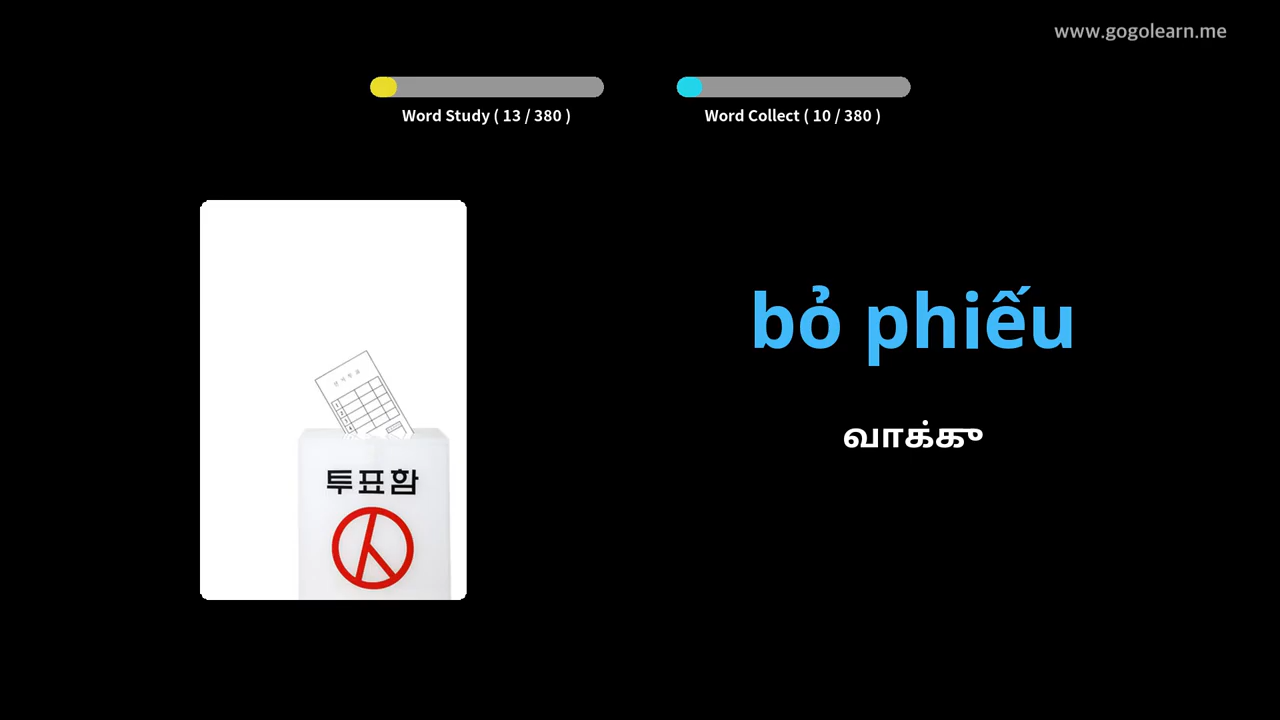 www.gogolearn.me
Word Study ( 13 / 380 )
Word Collect ( 10 / 380 )
bỏ phiếu
வாக்கு
투표함